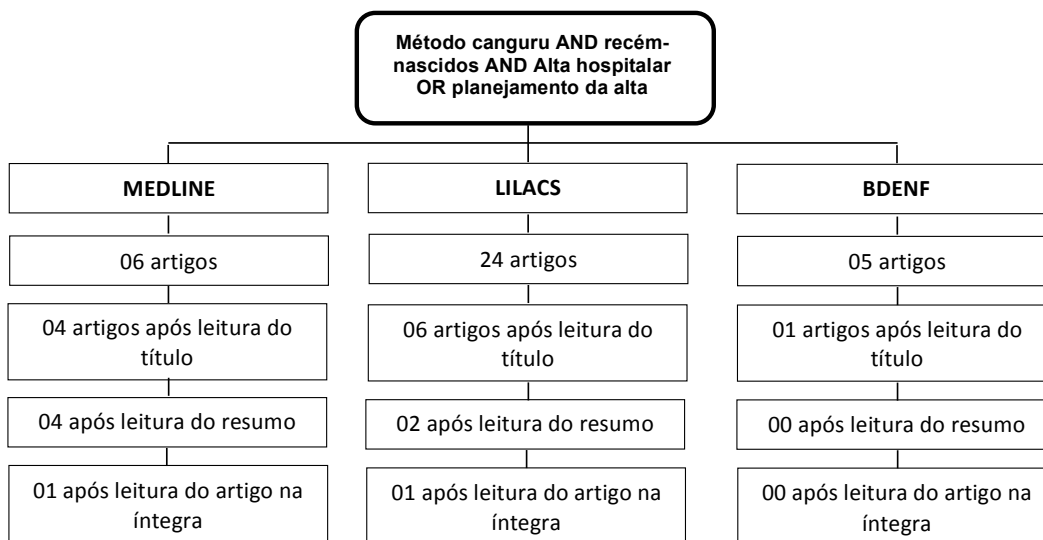 Método canguru AND recém-
nascidos AND Alta hospitalar
OR planejamento da alta
MEDLINE
LILACS
BDENF
06 artigos
24 artigos
05 artigos
04 artigos após leitura do
título
06 artigos após leitura do
título
01 artigos após leitura do
título
04 após leitura do resumo
02 após leitura do resumo
00 após leitura do resumo
01 após leitura do artigo na
íntegra
01 após leitura do artigo na
íntegra
00 após leitura do artigo na
íntegra